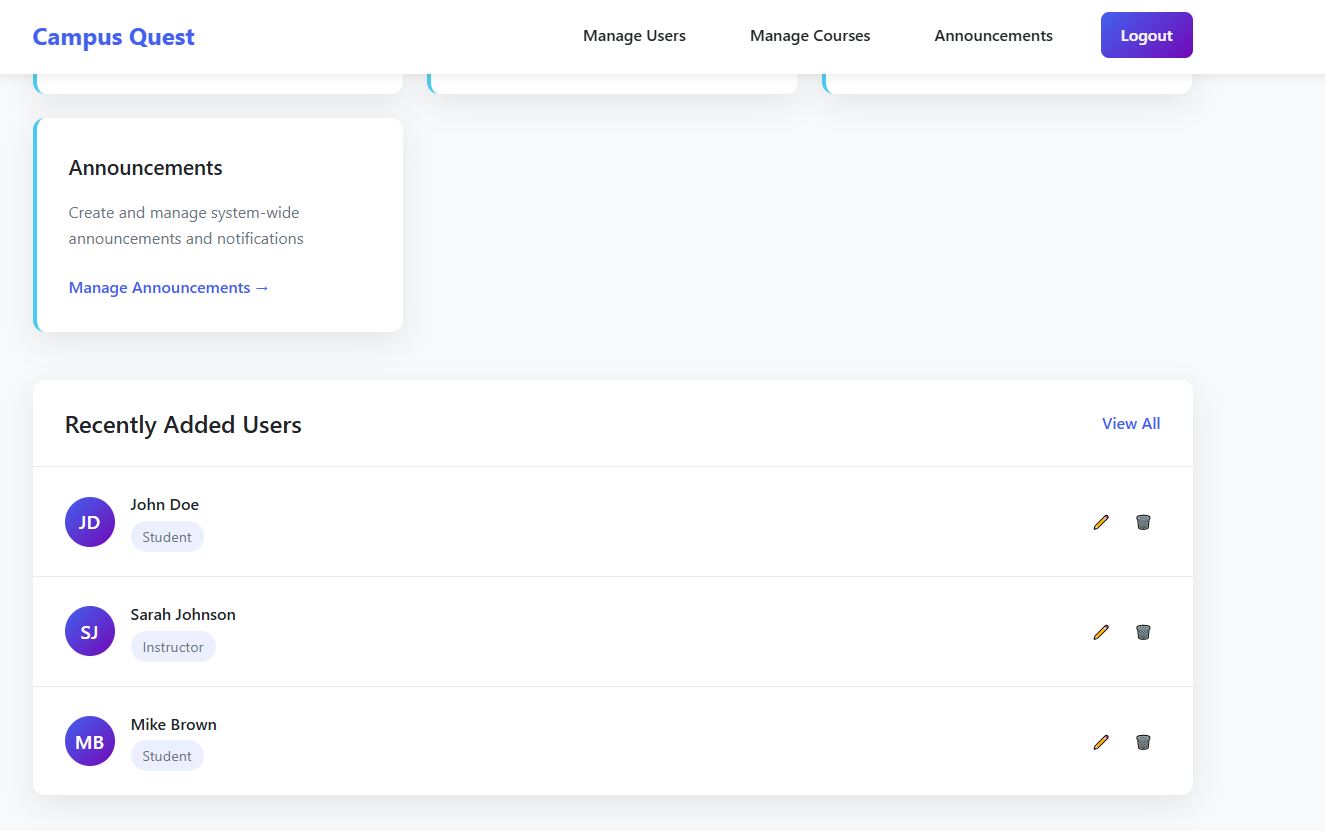 Campus Quest
Manage Users
Manage Courses
Announcements
Logout
Announcements
Create and manage system-wide
announcements and notifications
Manage Announcements →
Recently Added Users
View All
JD
John Doe
Student
SJ
Sarah Johnson
Instructor
MB
Mike Brown
Student